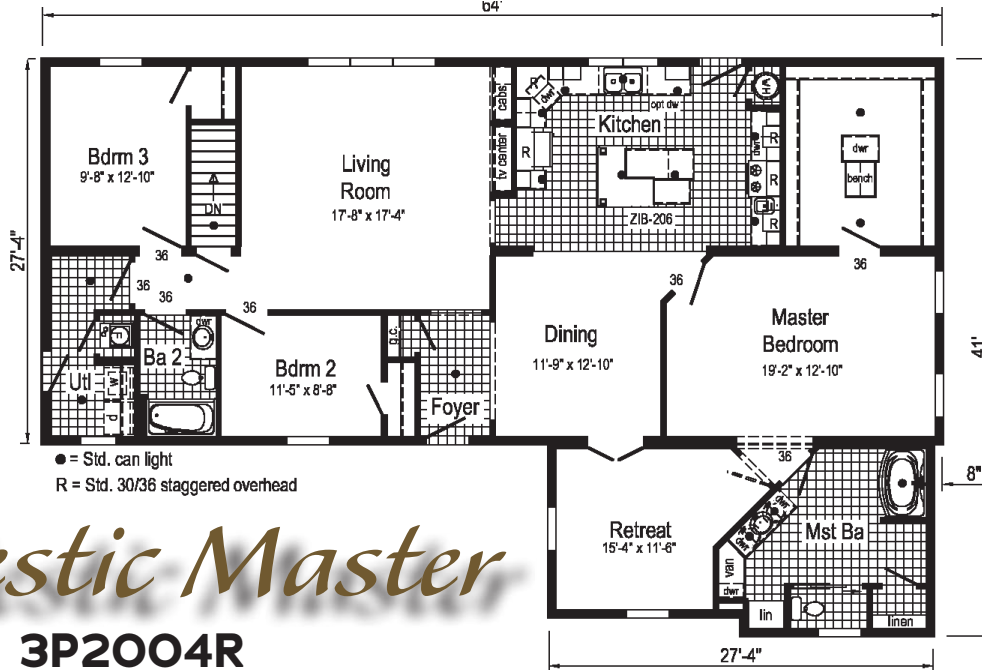 64'
27'-4"
Bdrm 3
9'-8" x 12'-10"
DN
Living
Room
17'-8" x 17'-4"
cabs
tv center
R
dwr
R
opt dw
Kitchen
ZIB-206
WH
dwr
R
R
R
dwr
bench
36
36
36
36
36
36
Utl
w
d
Ba 2
dwr
Bdrm 2
11'-5" x 8'-8"
g.c.
Foyer
Dining
11'-9" x 12'-10"
Master
Bedroom
19'-2" x 12'-10"
41'
8"
● = Std. can light
R = Std. 30/36 staggered overhead
Retreat
15'-4" x 11'-6"
36
dwr
van
dwr
Mst Ba
lin
linen
estic Master
3P2004R
27'-4"